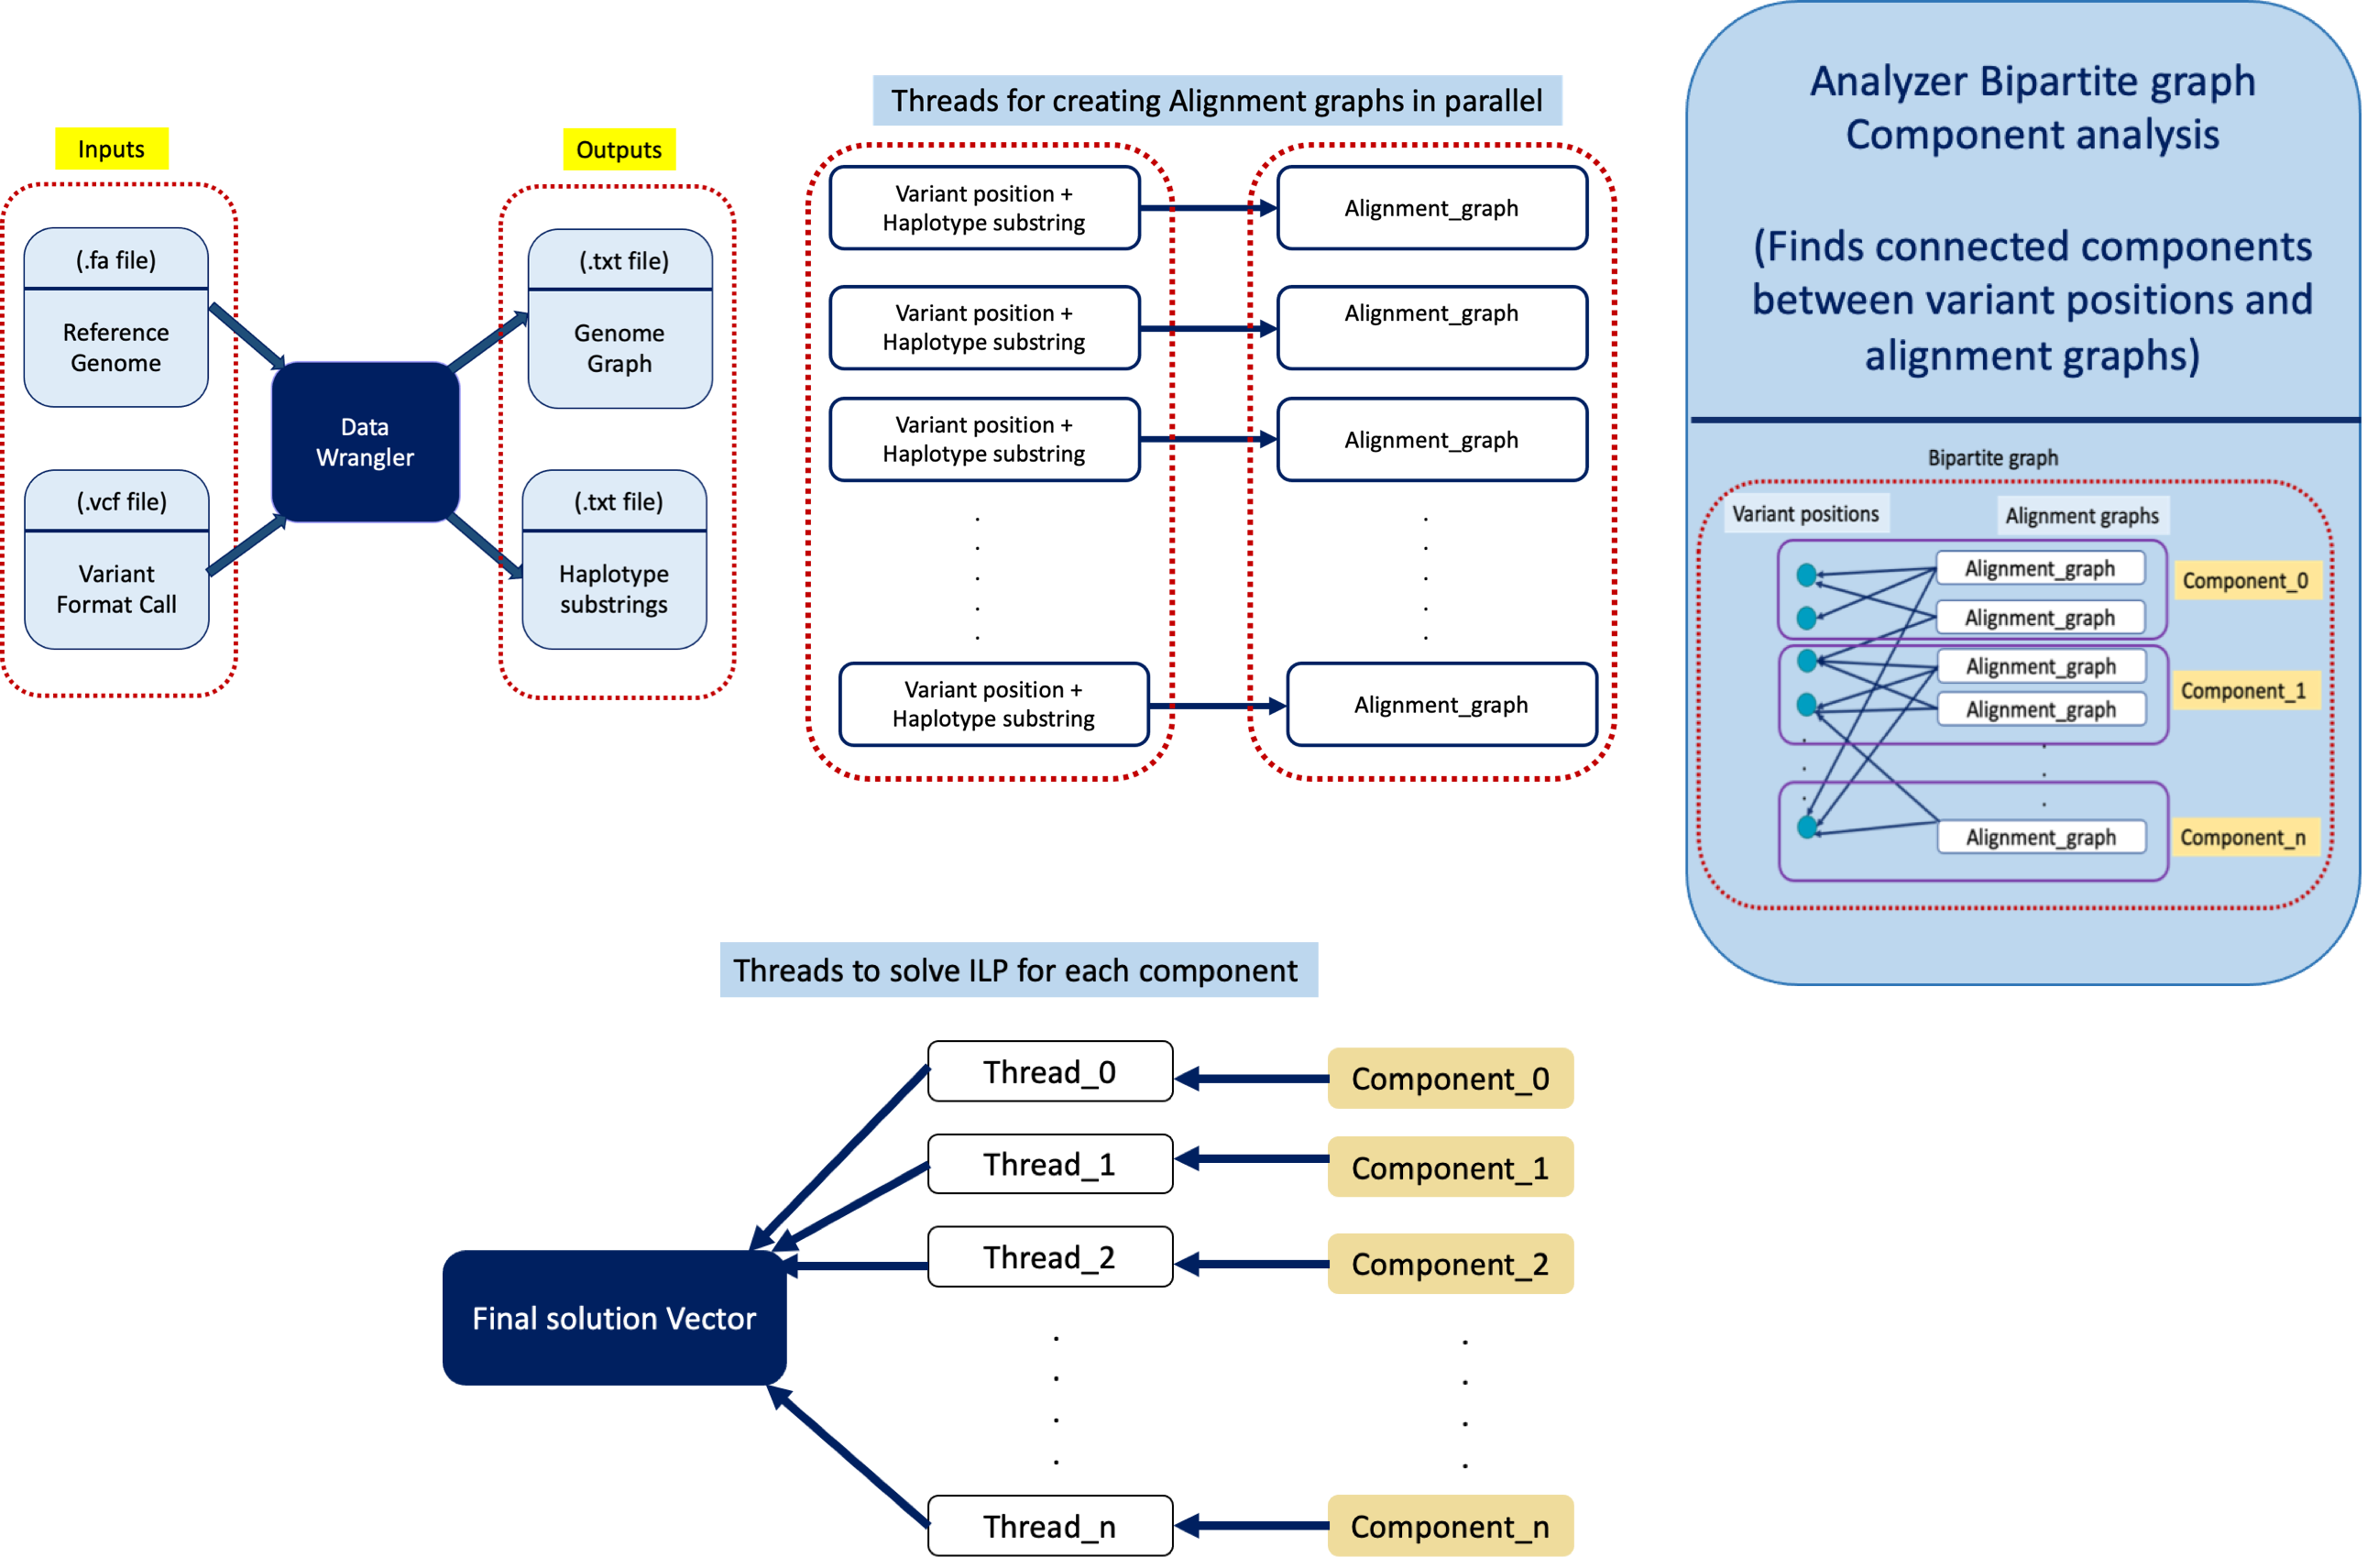 Inputs
(.fa file)
Reference
Genome
(.vcf file)
Variant
Format Call
Data
Wrangler
Outputs
(.txt file)
Genome
Graph
(.txt file)
Haplotype
substrings
Threads for creating Alignment graphs in parallel
Variant position +
Haplotype substring
Alignment_graph
Variant position +
Haplotype substring
Alignment_graph
Variant position +
Haplotype substring
Alignment_graph
Variant position +
Haplotype substring
Alignment_graph
Analyzer Bipartite graph
Component analysis
(Finds connected components
between variant positions and
alignment graphs)
Bipartite graph
Variant positions
Alignment graphs
Alignment_graph
Component_0
Alignment_graph
Alignment_graph
Component_1
Alignment_graph
Alignment_graph
Component_n
Threads to solve ILP for each component
Thread_0
Component_0
Thread_1
Component_1
Thread_2
Component_2
Final solution Vector
Thread_n
Component_n